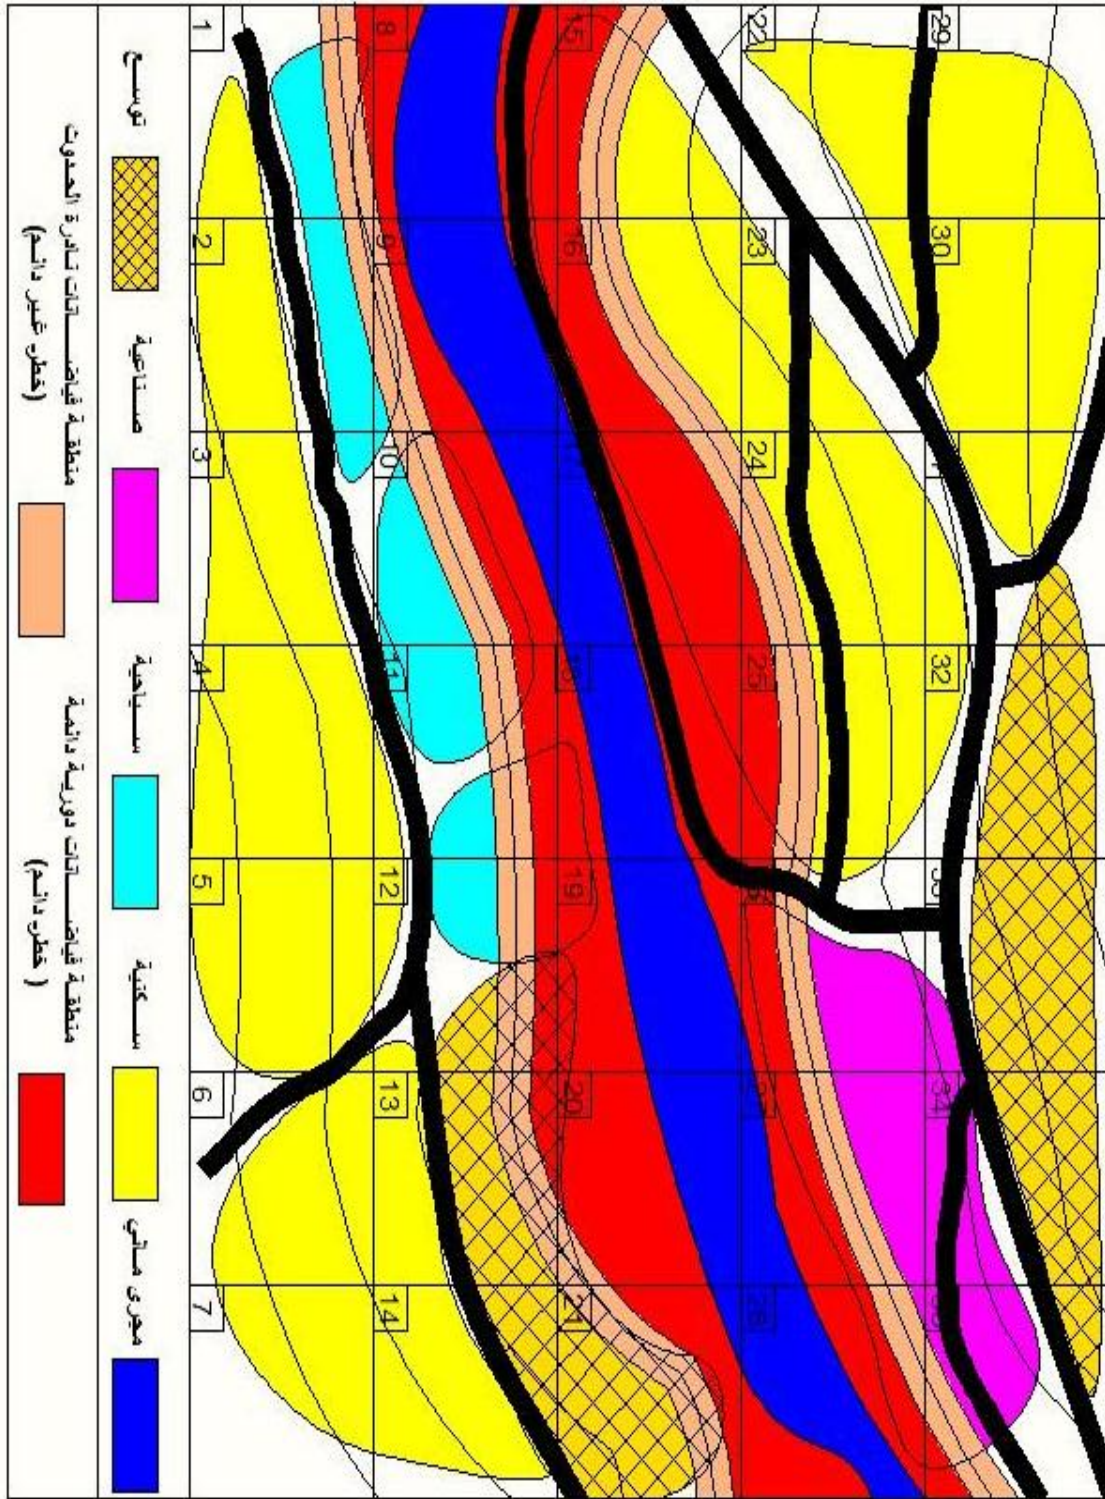 29 30 32 34
22 23 24 25 27 28
15 16 18 19 20 21
8 9 10 11 12 13 14
1 2 3 4 5 6 7
مجرى مائي سكنية سياحية صناعية توسع
منطقة فيضانات دورية دائمة منطقة فيضانات نادرة الحدوث
(خطر دائم) (خطر غير دائم)